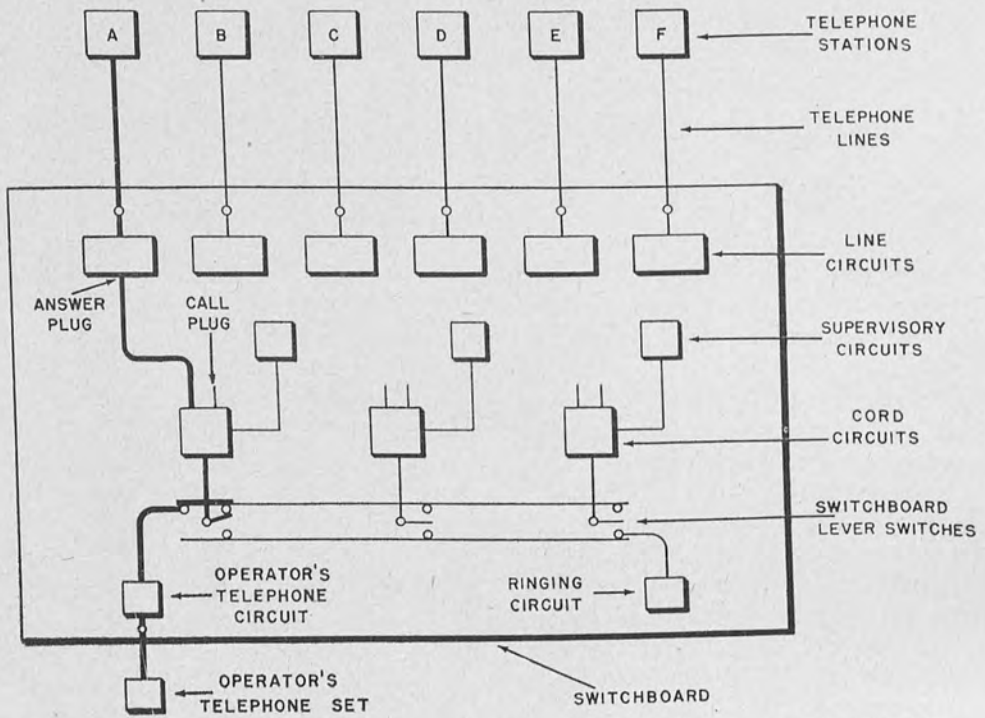 A B C D E F
TELEPHONE
STATIONS
TELEPHONE
LINES
LINE
CIRCUITS
ANSWER
PLUG
CALL
PLUG
SUPERVISORY
CIRCUITS
CORD
CIRCUITS
SWITCHBOARD
LEVER SWITCHES
OPERATOR'S
TELEPHONE
CIRCUIT
RINGING
CIRCUIT
OPERATOR'S
TELEPHONE SET
SWITCHBOARD